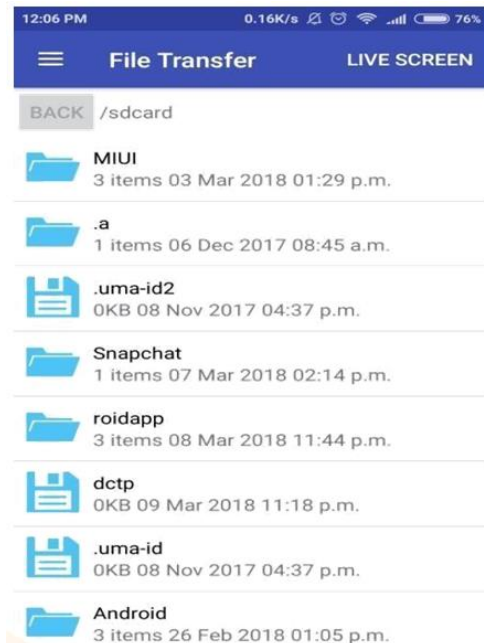 12:06 PM 0.16K/s 76%
File Transfer LIVE SCREEN
BACK /sdcard
MIUI
3 items 03 Mar 2018 01:29 p.m.
.a
1 items 06 Dec 2017 08:45 a.m.
.uma-id2
0KB 08 Nov 2017 04:37 p.m.
Snapchat
1 items 07 Mar 2018 02:14 p.m.
roidapp
3 items 08 Mar 2018 11:44 p.m.
dctp
0KB 09 Mar 2018 11:18 p.m.
.uma-id
0KB 08 Nov 2017 04:37 p.m.
Android
3 items 26 Feb 2018 01:05 p.m.